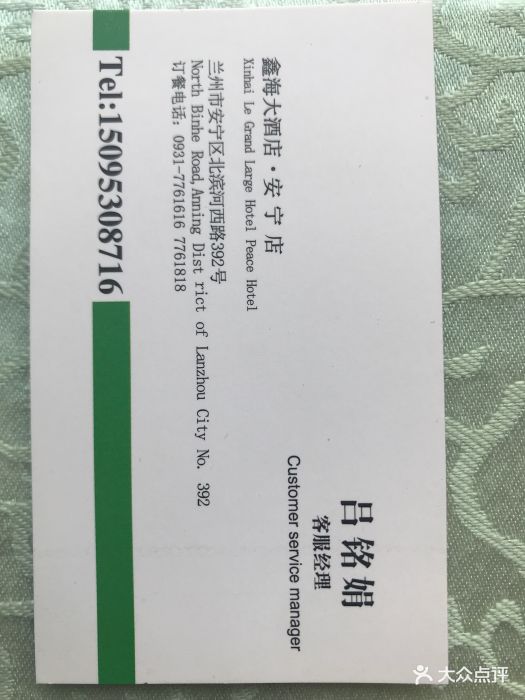 吕铭娟
客服经理
Customer service manager
鑫海大酒店·安宁店
Xinhai Le Grand Large Hotel Peace Hotel
兰州市安宁区北滨河西路392号
North Binhe Road,Anning Dist rict of Lanzhou City No. 392
订餐电话: 0931-7761616 7761818
Tel:15095308716
大众点评